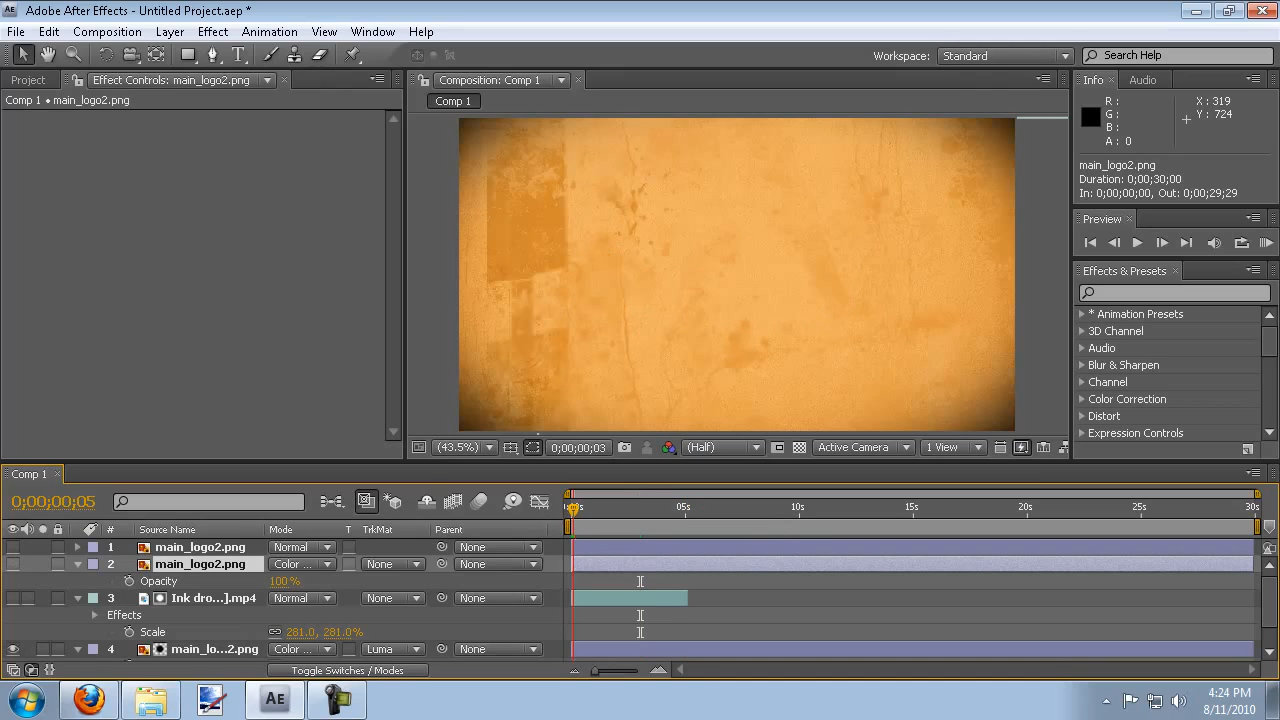 Adobe After Effects - Untitled Project.aep *
File Edit Composition Layer Effect Animation View Window Help
Workspace: Standard Search Help
Project Effect Controls: main_logo2.png
Comp 1 • main_logo2.png
Composition: Comp 1
Comp 1
Info Audio
R : X : 319
G : Y : 724
B :
A : 0
main_logo2.png
Duration: 0;00;30;00
In: 0;00;00;00, Out: 0;00;29;29
Preview
Effects & Presets
* Animation Presets
3D Channel
Audio
Blur & Sharpen
Channel
Color Correction
Distort
Expression Controls
(43.5%) 0;00;00;03 (Half) Active Camera 1 View
Comp 1
0;00;00;05
05s 10s 15s 20s 25s 30s
# Source Name Mode T TrkMat Parent
1 main_logo2.png Normal None
2 main_logo2.png Color ... None None
Opacity 100 %
3 Ink dro...].mp4 Normal None None
Effects
Scale 281.0, 281.0%
4 main_lo...2.png Color ... Luma None
Toggle Switches / Modes
AE
4:24 PM
8/11/2010